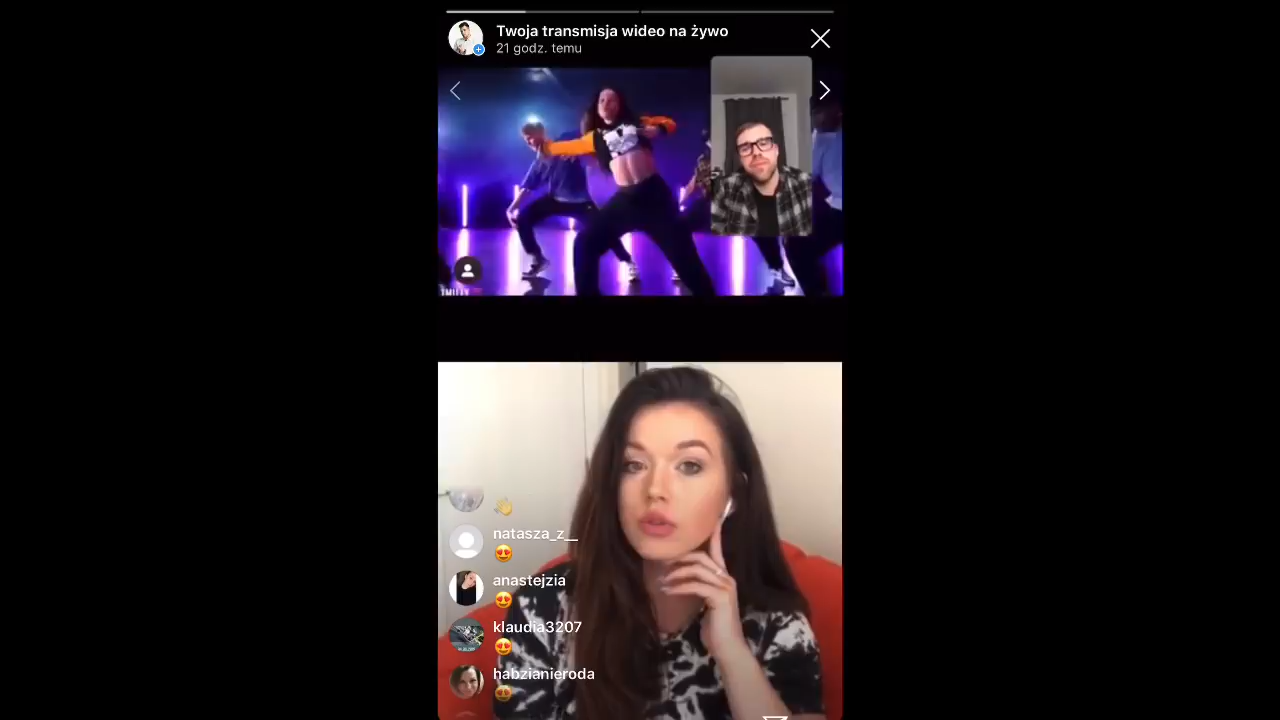 Twoja transmisja wideo na żywo
21 godz. temu
natasza_z__
anastejzia
klaudia3207
habzianieroda